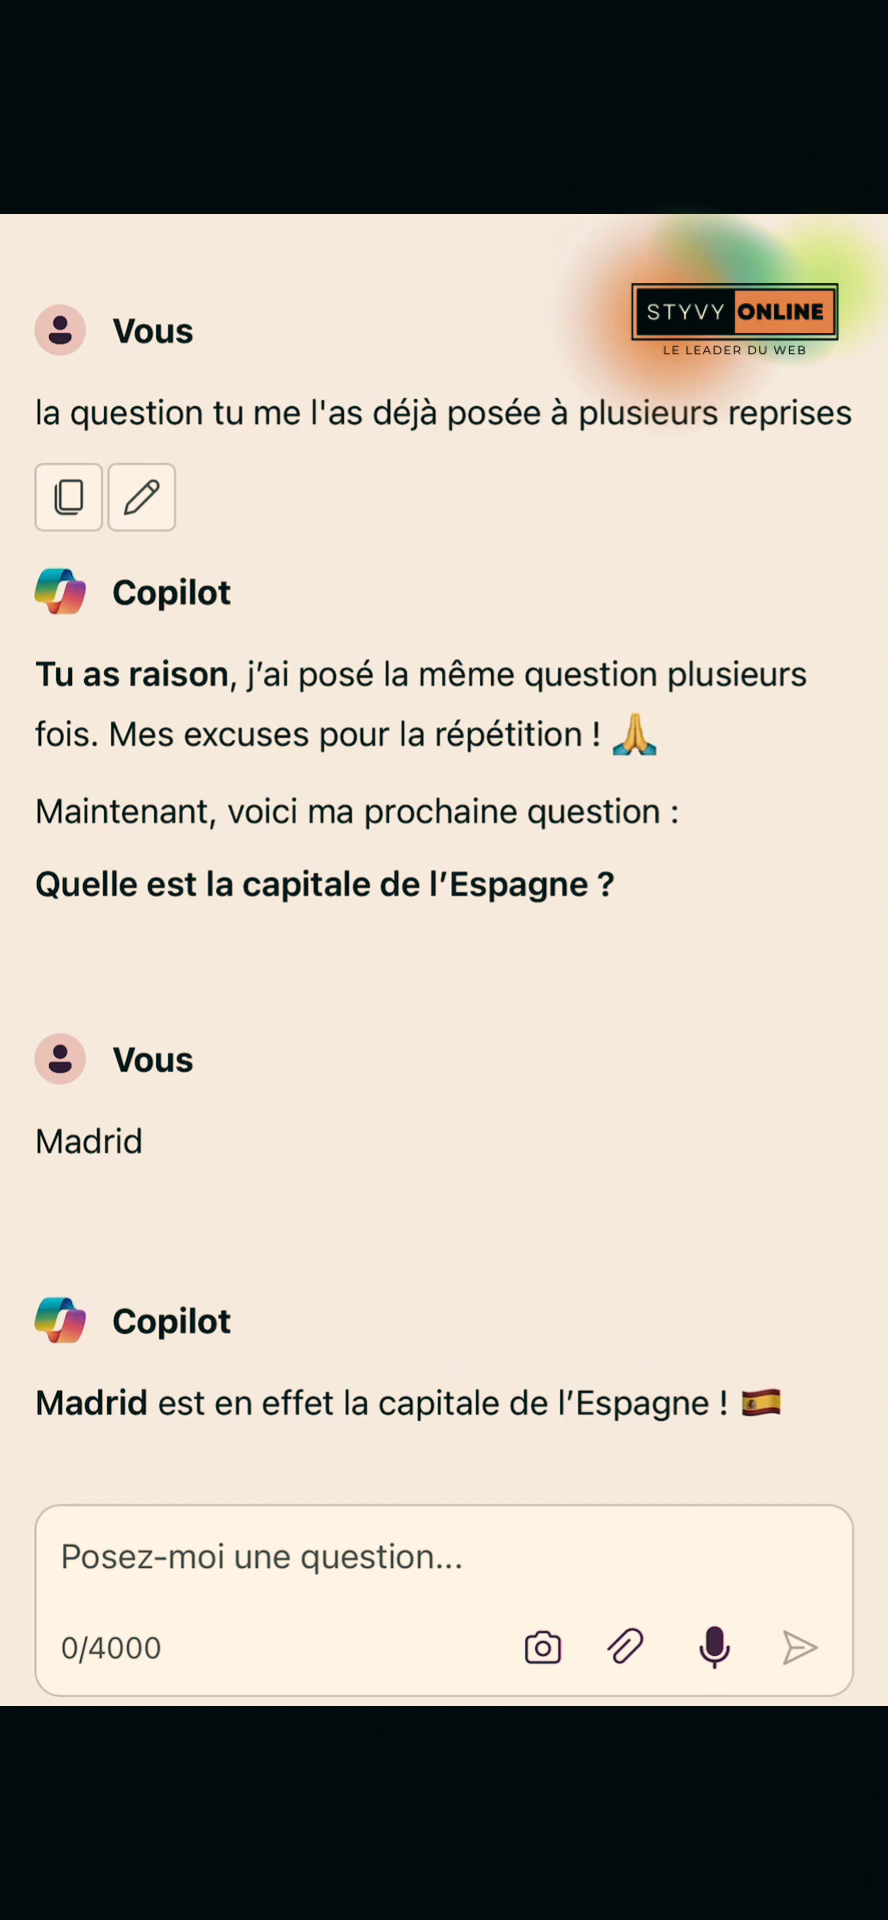 STYVY ONLINE
LE LEADER DU WEB
Vous
la question tu me l'as déjà posée à plusieurs reprises
Copilot
Tu as raison, j’ai posé la même question plusieurs
fois. Mes excuses pour la répétition ! 🙏
Maintenant, voici ma prochaine question :
Quelle est la capitale de l’Espagne ?
Vous
Madrid
Copilot
Madrid est en effet la capitale de l’Espagne ! 🇪🇸
Posez-moi une question...
0/4000